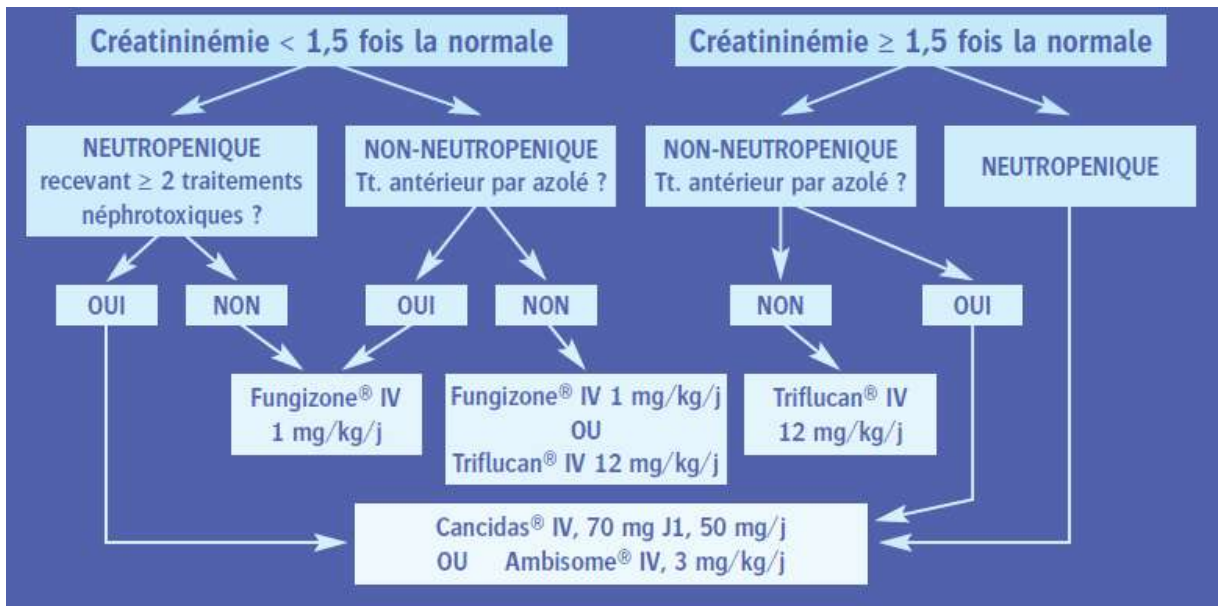 Créatininémie < 1,5 fois la normale
Créatininémie ≥ 1,5 fois la normale
NEUTROPENIQUE
recevant ≥ 2 traitements
néphrotoxiques ?
NON-NEUTROPENIQUE
Tt. antérieur par azolé ?
NON-NEUTROPENIQUE
Tt. antérieur par azolé ?
NEUTROPENIQUE
OUI
NON
OUI
NON
NON
OUI
Fungizone® IV
1 mg/kg/j
Fungizone® IV 1 mg/kg/j
OU
Triflucan® IV 12 mg/kg/j
Triflucan® IV
12 mg/kg/j
Cancidas® IV, 70 mg J1, 50 mg/j
OU Ambisome® IV, 3 mg/kg/j